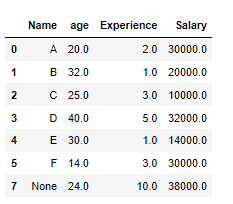 Name age Experience Salary
0 A 20.0 2.0 30000.0
1 B 32.0 1.0 20000.0
2 C 25.0 3.0 10000.0
3 D 40.0 5.0 32000.0
4 E 30.0 1.0 14000.0
5 F 14.0 3.0 30000.0
7 None 24.0 10.0 38000.0